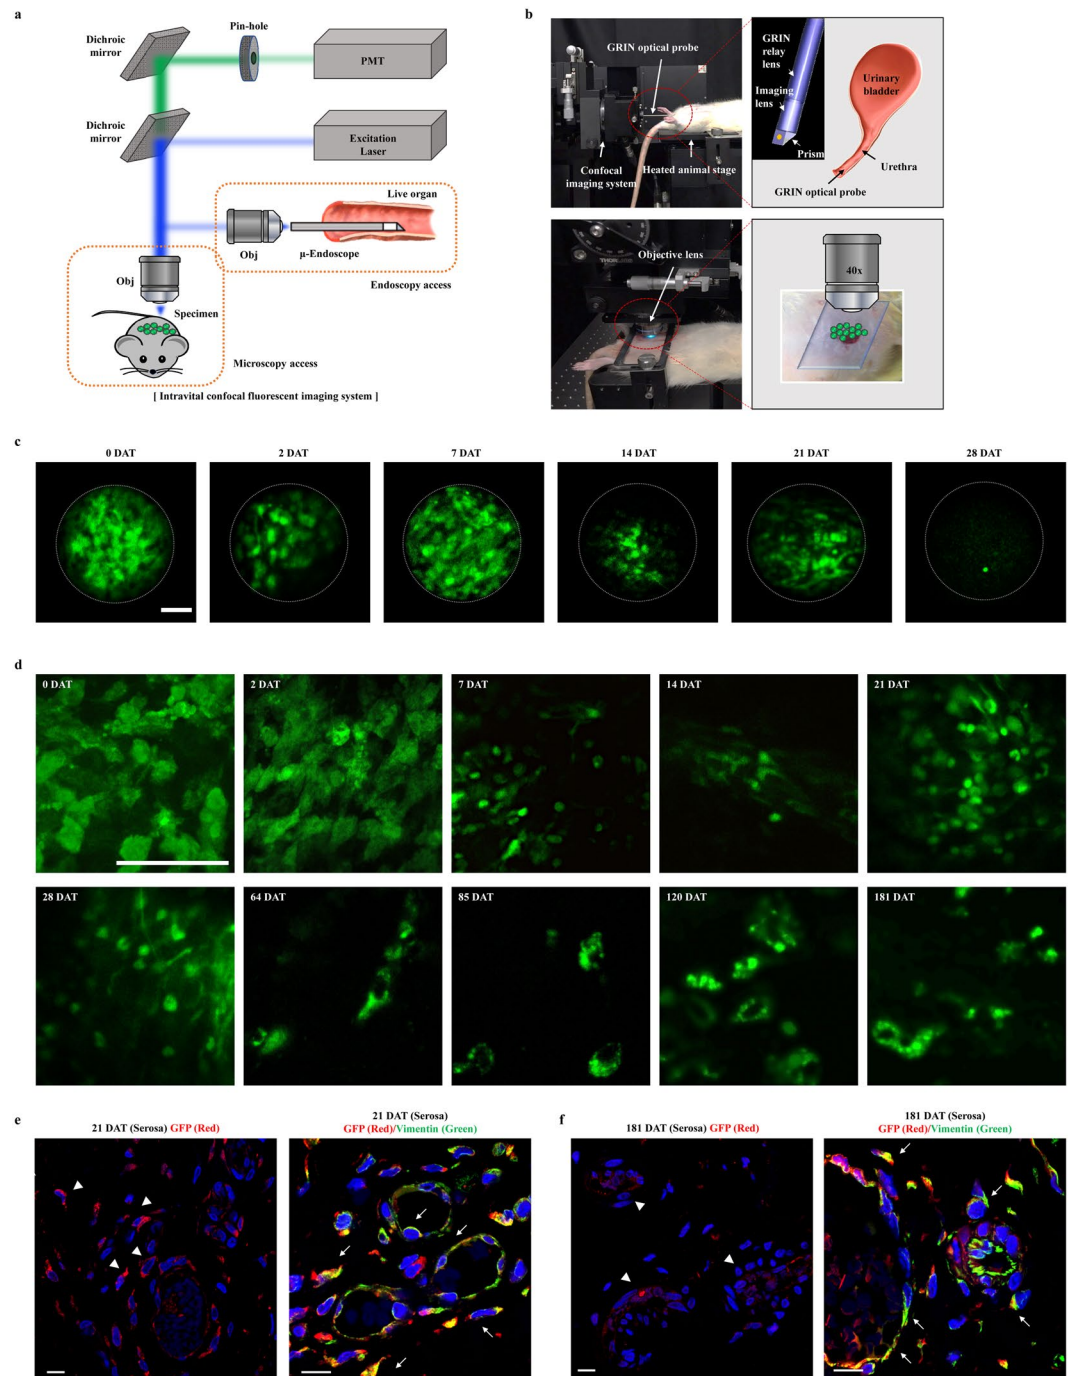 a
Dichroic
mirror
Pin-hole
PMT
Dichroic
mirror
Excitation
Laser
Live organ
Obj
μ-Endoscope
Endoscopy access
Obj
Specimen
Microscopy access
[ Intravital confocal fluorescent imaging system ]
b
GRIN optical probe
Confocal
imaging system
Heated animal stage
GRIN
relay
lens
Imaging
lens
Prism
Urinary
bladder
Urethra
GRIN optical probe
Objective lens
40x
c
0 DAT
2 DAT
7 DAT
14 DAT
21 DAT
28 DAT
d
0 DAT
2 DAT
7 DAT
14 DAT
21 DAT
28 DAT
64 DAT
85 DAT
120 DAT
181 DAT
e
21 DAT (Serosa) GFP (Red)
21 DAT (Serosa)
GFP (Red)/Vimentin (Green)
f
181 DAT (Serosa) GFP (Red)
181 DAT (Serosa)
GFP (Red)/Vimentin (Green)